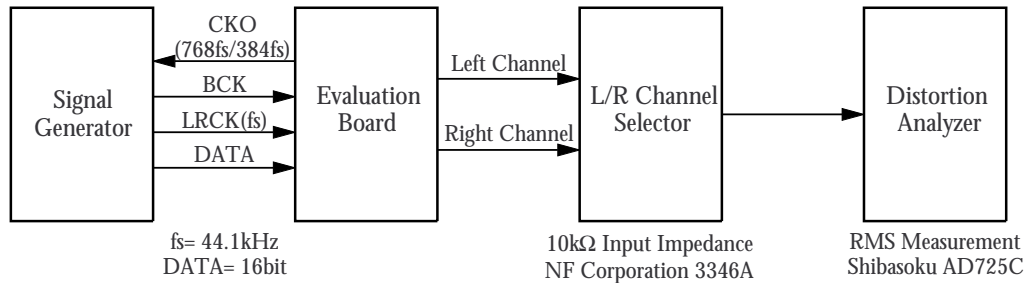 CKO
(768fs/384fs)
BCK
LRCK(fs)
DATA
Signal
Generator
Evaluation
Board
Left Channel
Right Channel
L/R Channel
Selector
Distortion
Analyzer
fs= 44.1kHz
DATA= 16bit
10kΩ Input Impedance
NF Corporation 3346A
RMS Measurement
Shibasoku AD725C